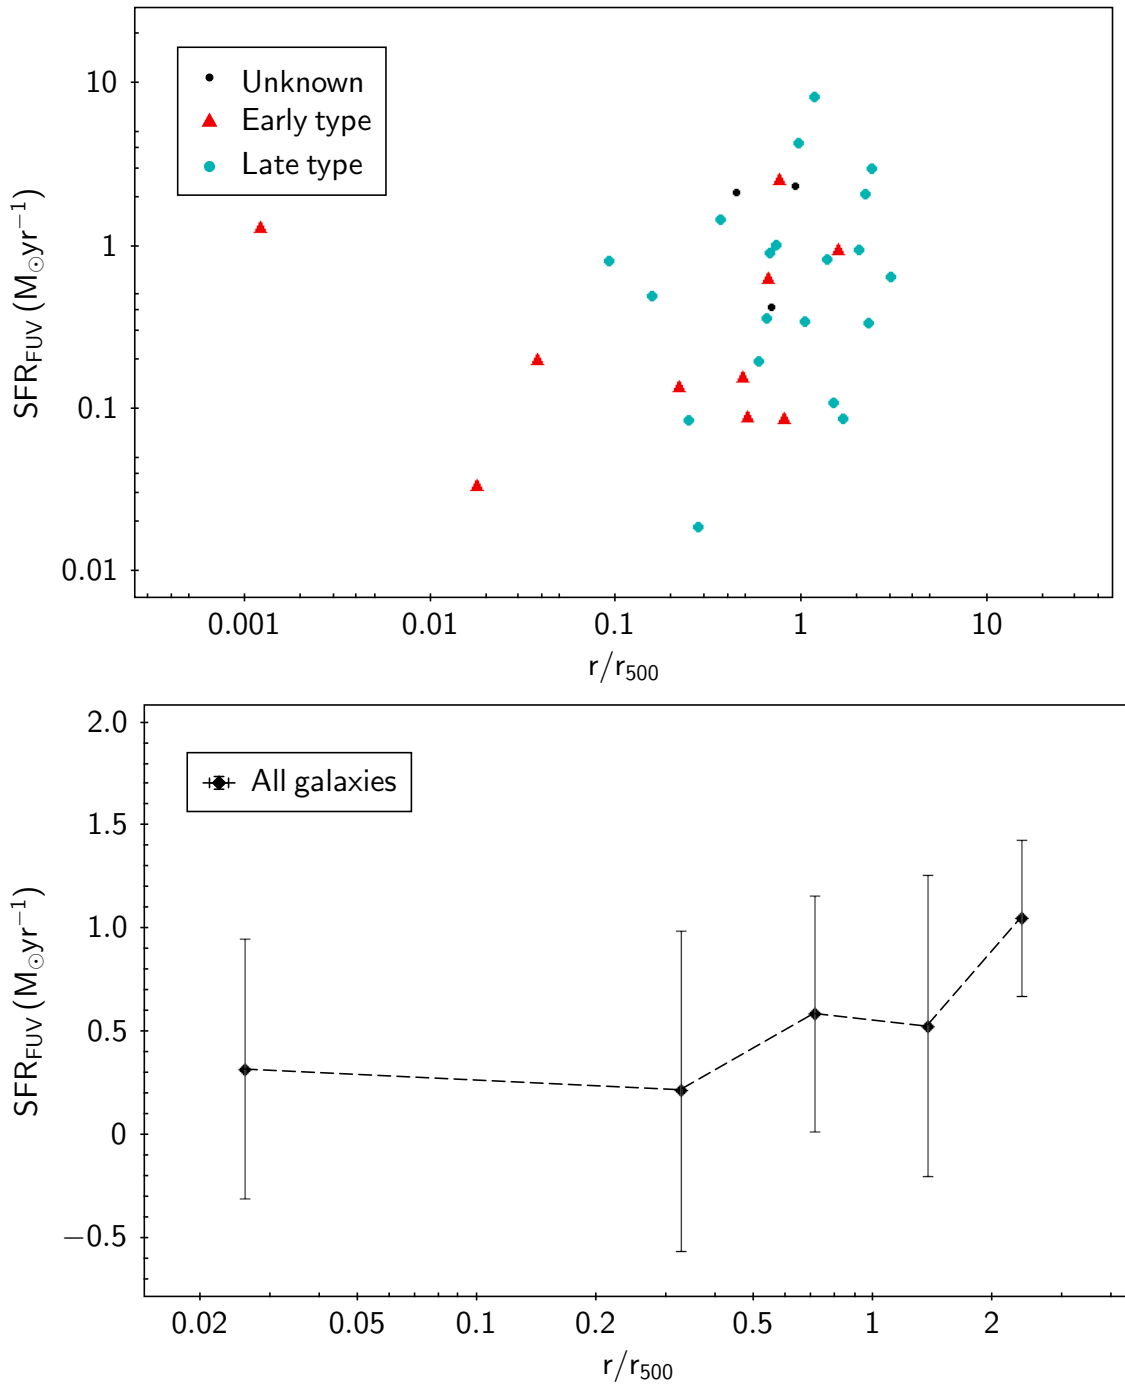 10
1
0.1
0.01
SFR_FUV (M_⊙yr^−1)
Unknown
Early type
Late type
0.001 0.01 0.1 1 10
r/r_500
2.0
1.5
1.0
0.5
0
−0.5
SFR_FUV (M_⊙yr^−1)
All galaxies
0.02 0.05 0.1 0.2 0.5 1 2
r/r_500